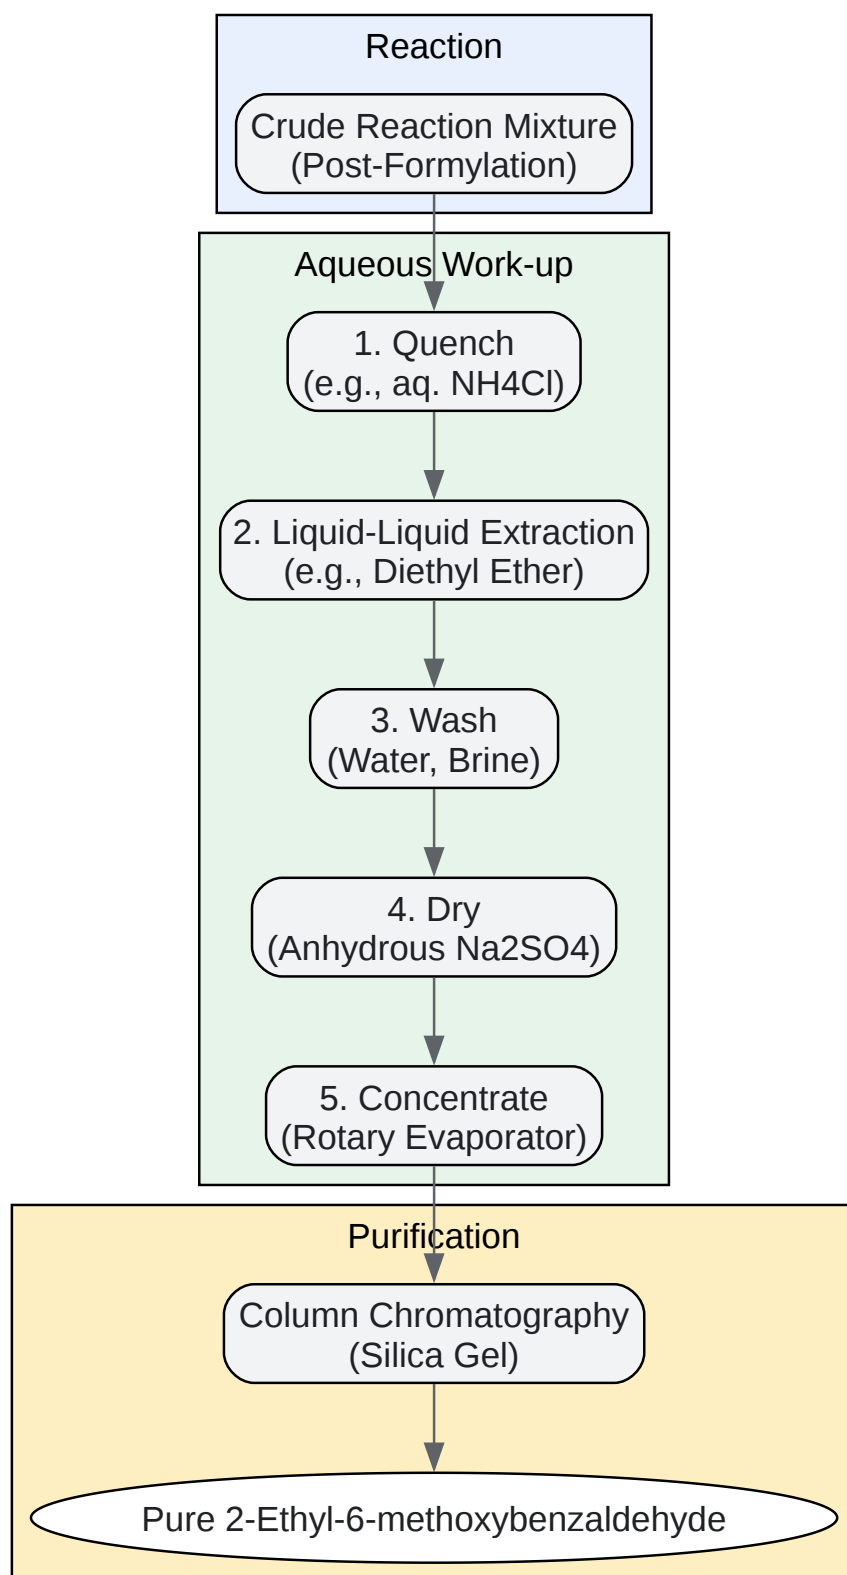 Reaction
Crude Reaction Mixture
(Post-Formylation)
Aqueous Work-up
1. Quench
(e.g., aq. NH4Cl)
2. Liquid-Liquid Extraction
(e.g., Diethyl Ether)
3. Wash
(Water, Brine)
4. Dry
(Anhydrous Na2SO4)
5. Concentrate
(Rotary Evaporator)
Purification
Column Chromatography
(Silica Gel)
Pure 2-Ethyl-6-methoxybenzaldehyde